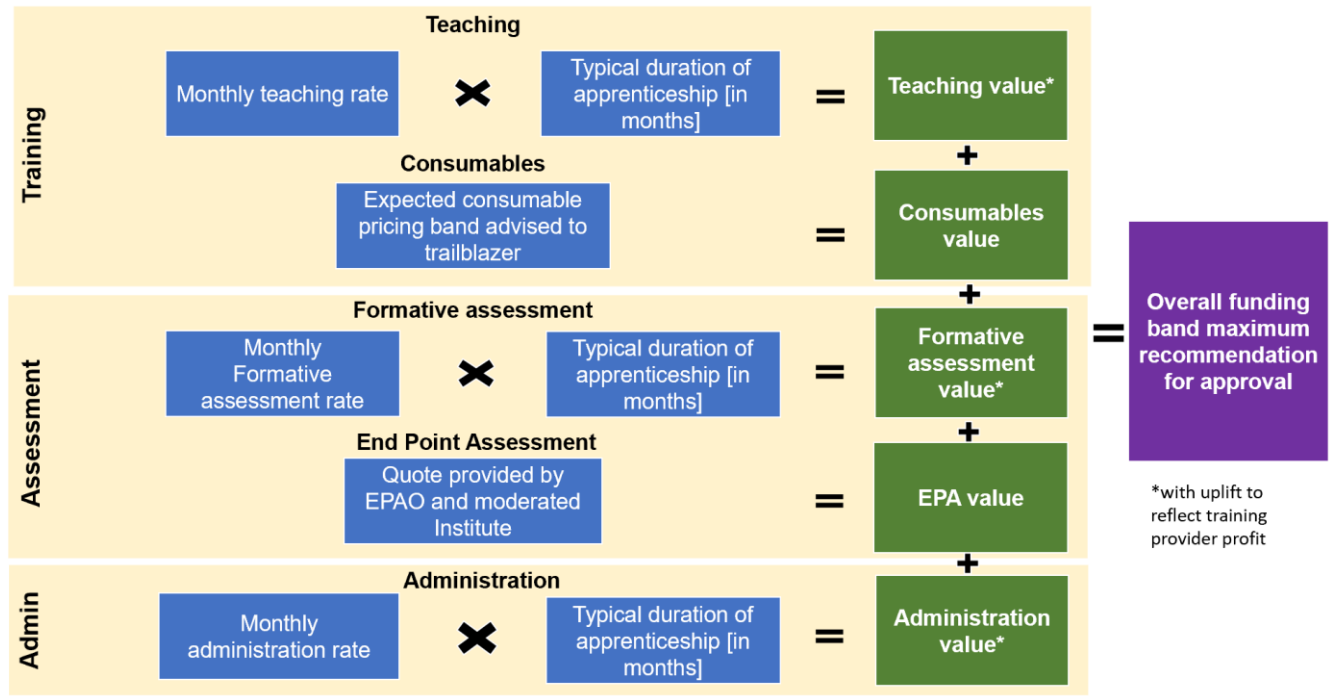 Training
Teaching
Monthly teaching rate
×
Typical duration of
apprenticeship [in
months]
=
Teaching value*
+
Consumables
Expected consumable
pricing band advised to
trailblazer
=
Consumables
value
+
Assessment
Formative assessment
Monthly
Formative
assessment rate
×
Typical duration of
apprenticeship [in
months]
=
Formative
assessment
value*
+
End Point Assessment
Quote provided by
EPAO and moderated
Institute
=
EPA value
+
Admin
Administration
Monthly
administration rate
×
Typical duration of
apprenticeship [in
months]
=
Administration
value*
=
Overall funding
band maximum
recommendation
for approval
*with uplift to
reflect training
provider profit